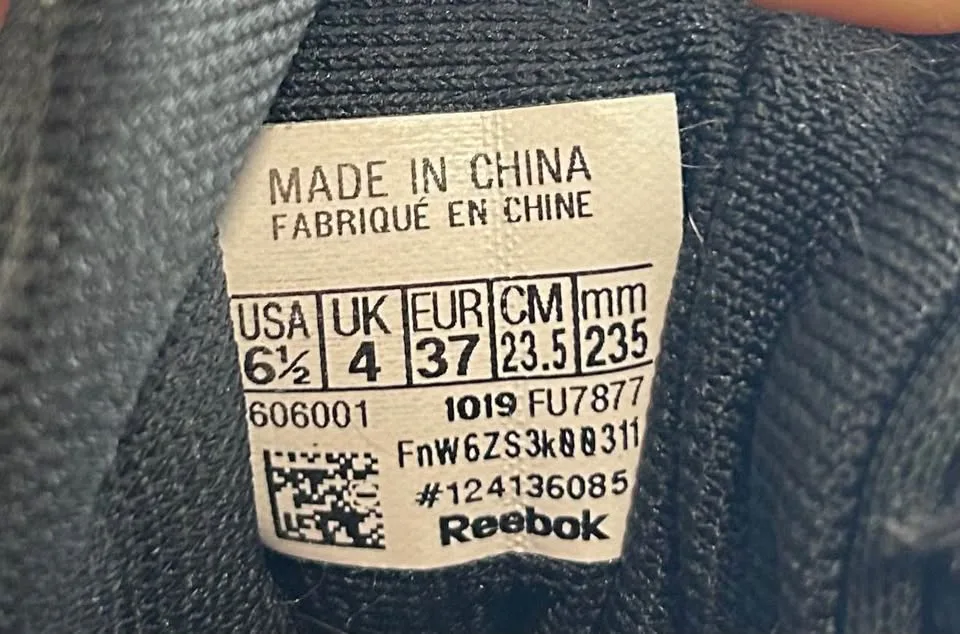 MADE IN CHINA
FABRIQUÉ EN CHINE
USA UK EUR CM mm
6½ 4 37 23.5 235
606001 1019 FU7877
FnW6ZS3k00311
#124136085
Reebok